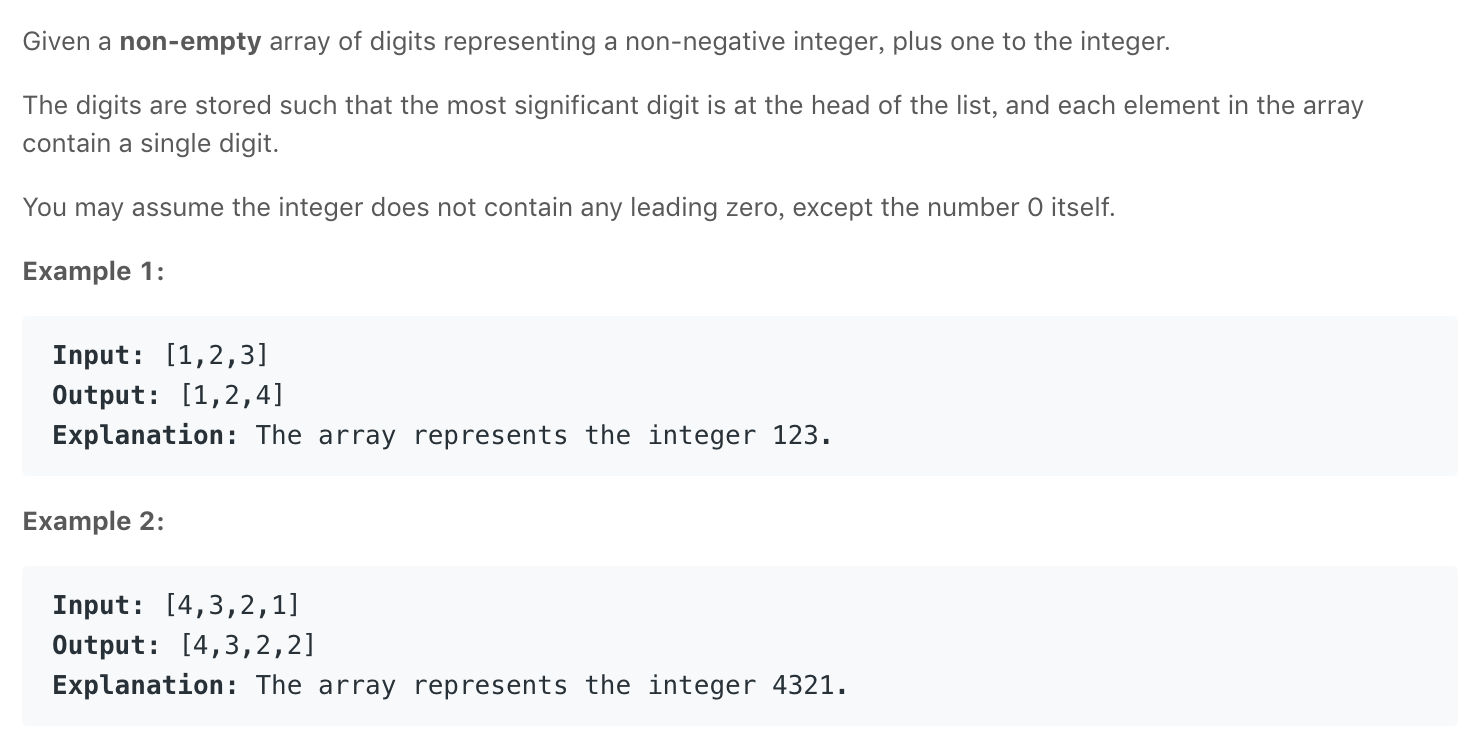 Given a non-empty array of digits representing a non-negative integer, plus one to the integer.
The digits are stored such that the most significant digit is at the head of the list, and each element in the array
contain a single digit.
You may assume the integer does not contain any leading zero, except the number 0 itself.
Example 1:
Input: [1,2,3]
Output: [1,2,4]
Explanation: The array represents the integer 123.
Example 2:
Input: [4,3,2,1]
Output: [4,3,2,2]
Explanation: The array represents the integer 4321.